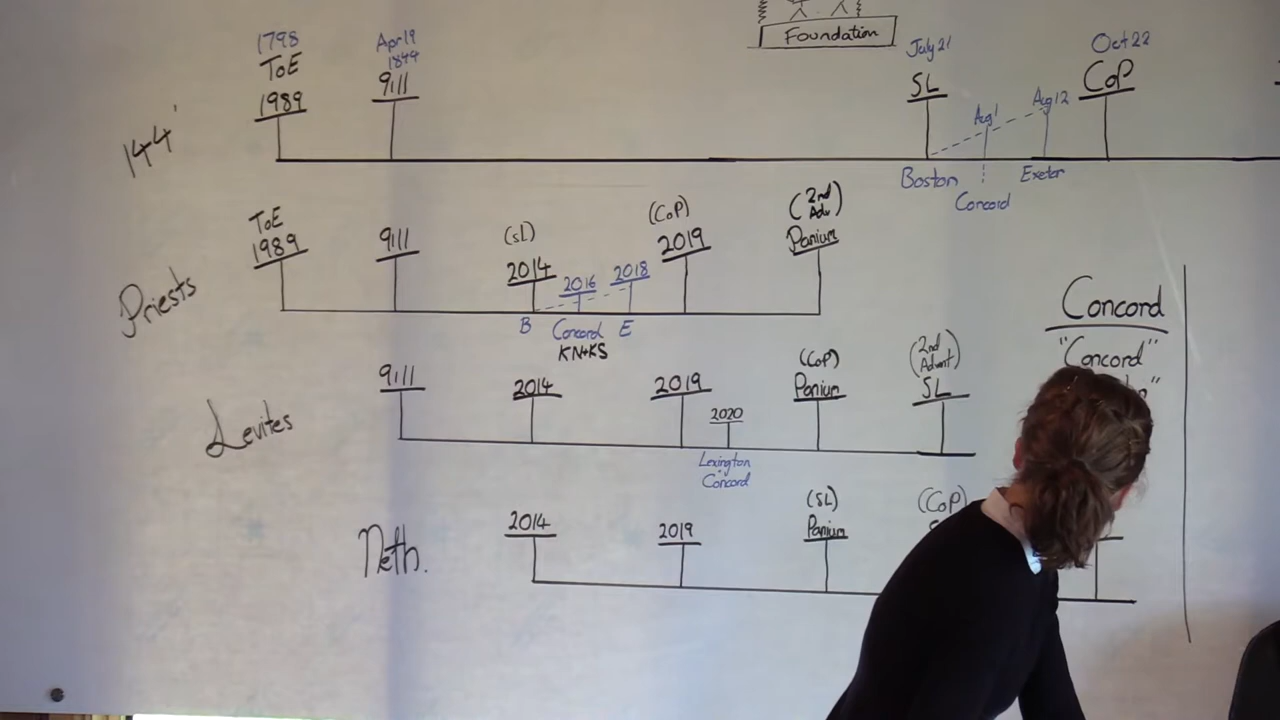 Foundation
1798
ToE
1989
Apr 19
1844
9/11
July 21
SL
Aug 1
Aug 12
Oct 22
CoP
144'
Boston
Concord
Exeter
Priests
ToE
1989
9/11
(SL)
2014
2016
2018
(CoP)
2019
(2nd
Adv)
Panium
B
Concord
E
KN+KS
Levites
9/11
2014
2019
2020
(CoP)
Panium
(2nd
Advent)
SL
Lexington
Concord
Neth.
2014
2019
(SL)
Panium
(CoP)
Concord
"Concord"